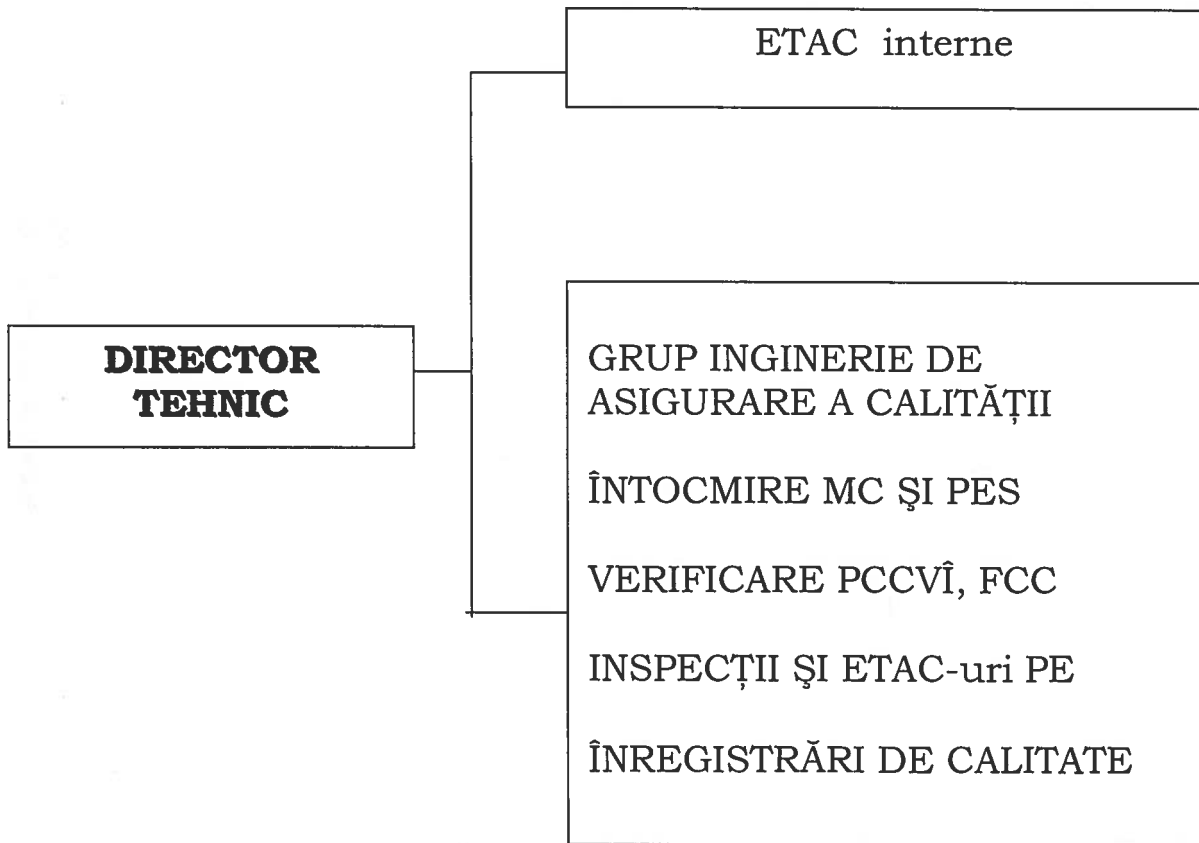 ETAC interne
DIRECTOR
TEHNIC
GRUP INGINERIE DE
ASIGURARE A CALITĂȚII
ÎNTOCMIRE MC ŞI PES
VERIFICARE PCCVÎ, FCC
INSPECȚII ŞI ETAC-uri PE
ÎNREGISTRĂRI DE CALITATE